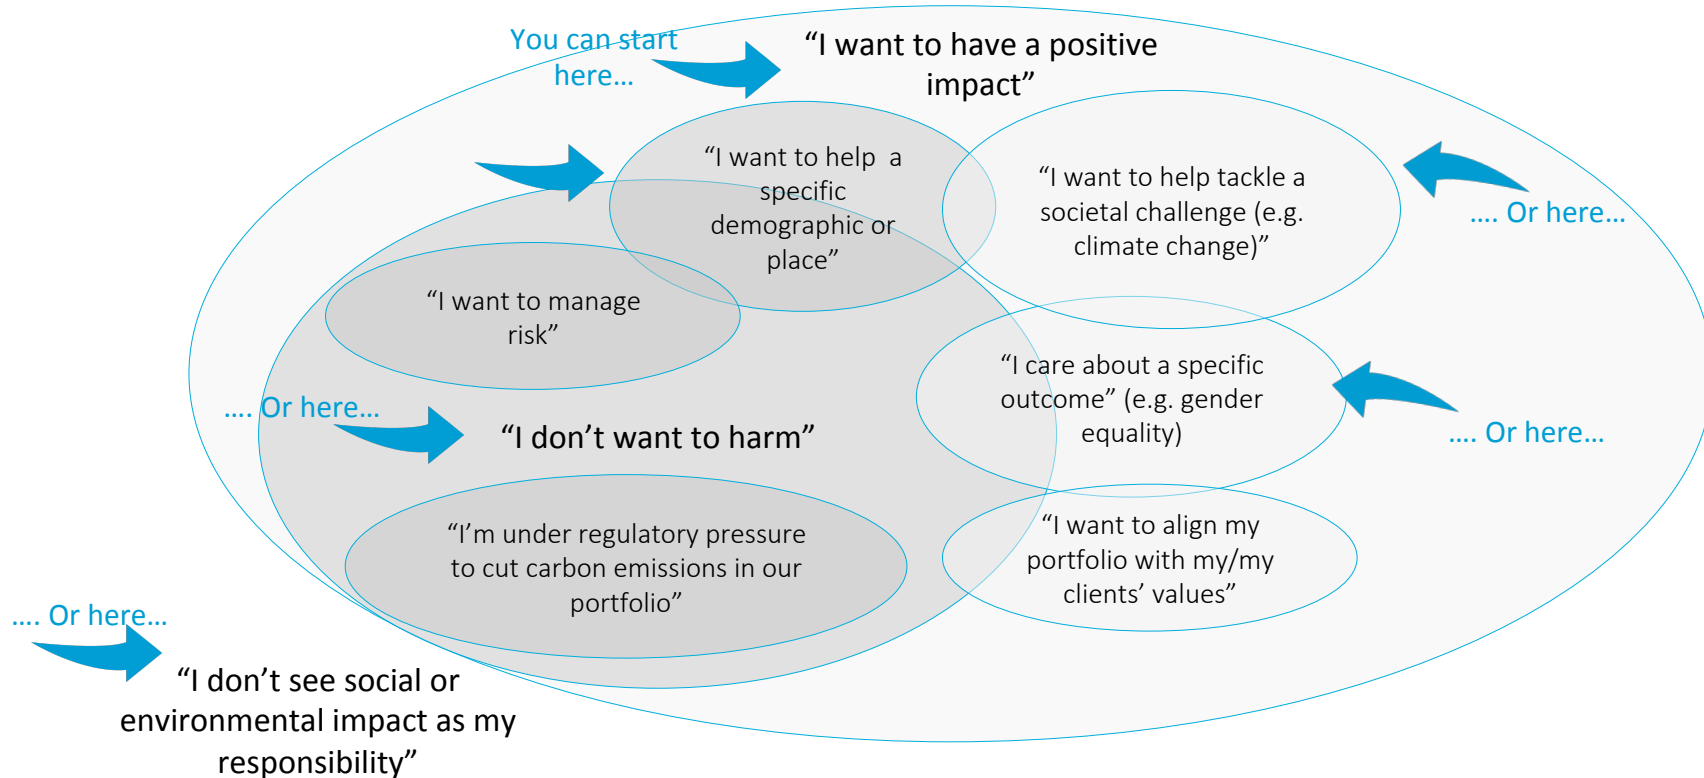 You can start
here…
“I want to have a positive
impact”
“I want to help  a
specific
demographic or
place”
“I want to help tackle a
societal challenge (e.g.
climate change)”
…. Or here…
“I want to manage
risk”
“I care about a specific
outcome” (e.g. gender
equality)
…. Or here…
…. Or here…
“I don’t want to harm”
“I’m under regulatory pressure
to cut carbon emissions in our
portfolio”
“I want to align my
portfolio with my/my
clients’ values”
…. Or here…
“I don’t see social or
environmental impact as my
responsibility”